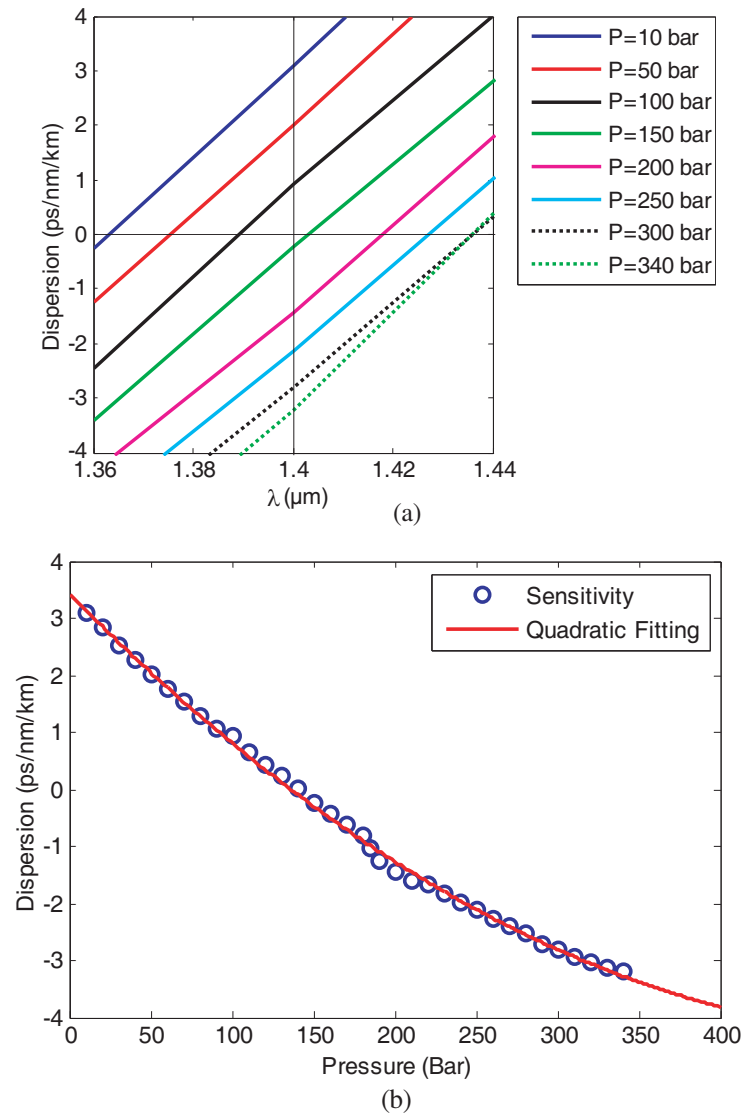 4
3
2
1
0
-1
-2
-3
-4
Dispersion (ps/nm/km)
1.36
1.38
1.4
1.42
1.44
λ (µm)
P=10 bar
P=50 bar
P=100 bar
P=150 bar
P=200 bar
P=250 bar
P=300 bar
P=340 bar
(a)
4
3
2
1
0
-1
-2
-3
-4
Dispersion (ps/nm/km)
Sensitivity
Quadratic Fitting
0
50
100
150
200
250
300
350
400
Pressure (Bar)
(b)